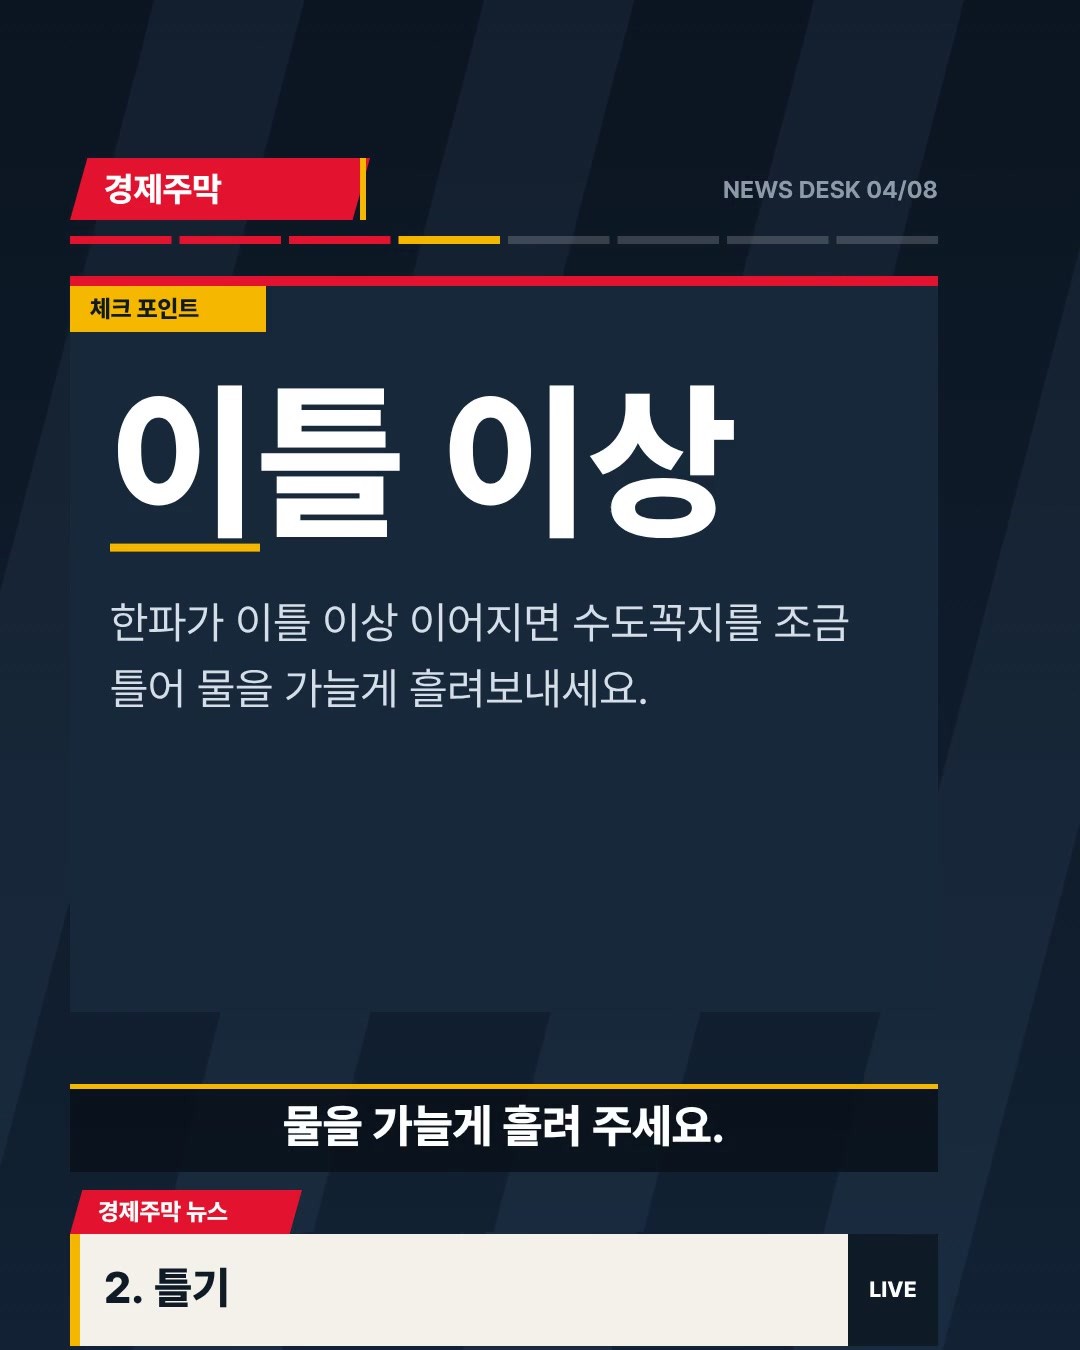 경제주막
NEWS DESK 04/08
체크 포인트
이틀 이상
한파가 이틀 이상 이어지면 수도꼭지를 조금
틀어 물을 가늘게 흘려보내세요.
물을 가늘게 흘려 주세요.
경제주막 뉴스
2. 틀기
LIVE